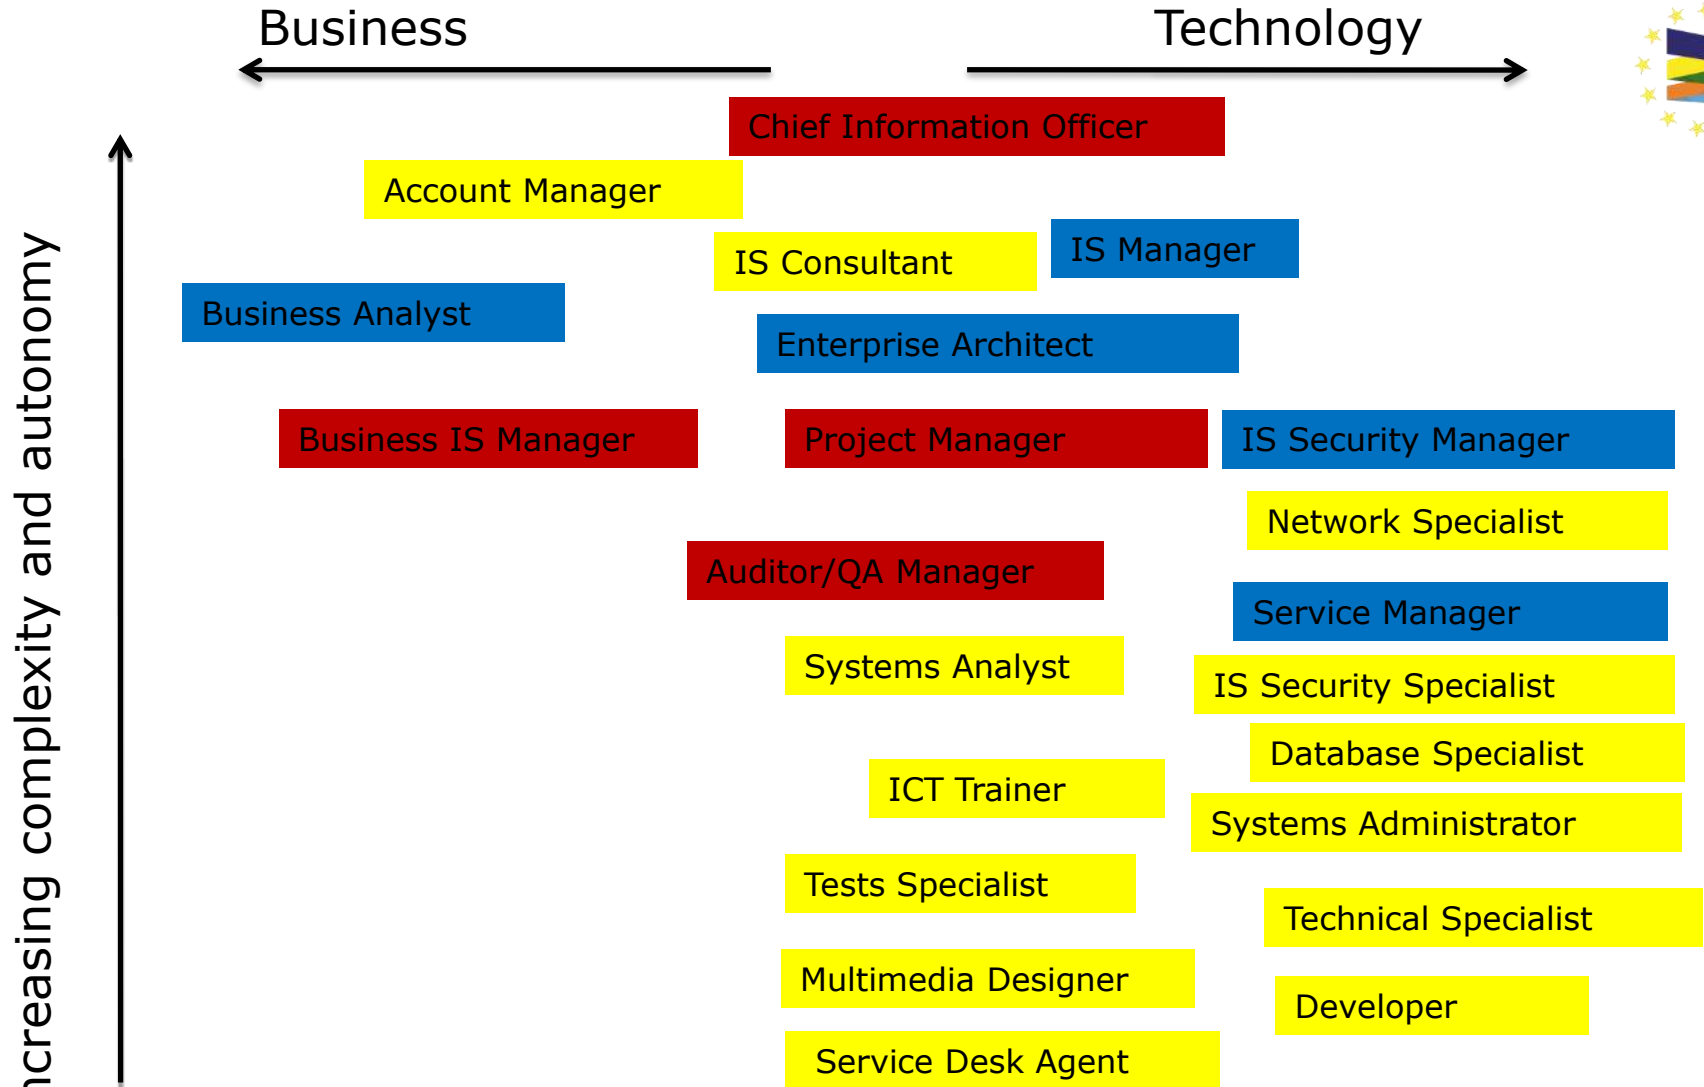 Business
Technology
Chief Information Officer
Account Manager
IS Manager
IS Consultant
Business Analyst
Enterprise Architect
Business IS Manager
Project Manager
IS Security Manager
Network Specialist
Auditor/QA Manager
Service Manager
Systems Analyst
IS Security Specialist
Database Specialist
ICT Trainer
Systems Administrator
Tests Specialist
Technical Specialist
Multimedia Designer
Developer
Service Desk Agent
ncreasing complexity and autonomy